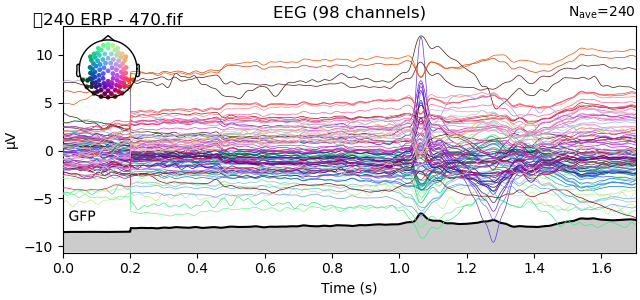 240 ERP - 470.fif
EEG (98 channels)
Nave=240
µV
10
5
0
−5
−10
GFP
0.0 0.2 0.4 0.6 0.8 1.0 1.2 1.4 1.6
Time (s)